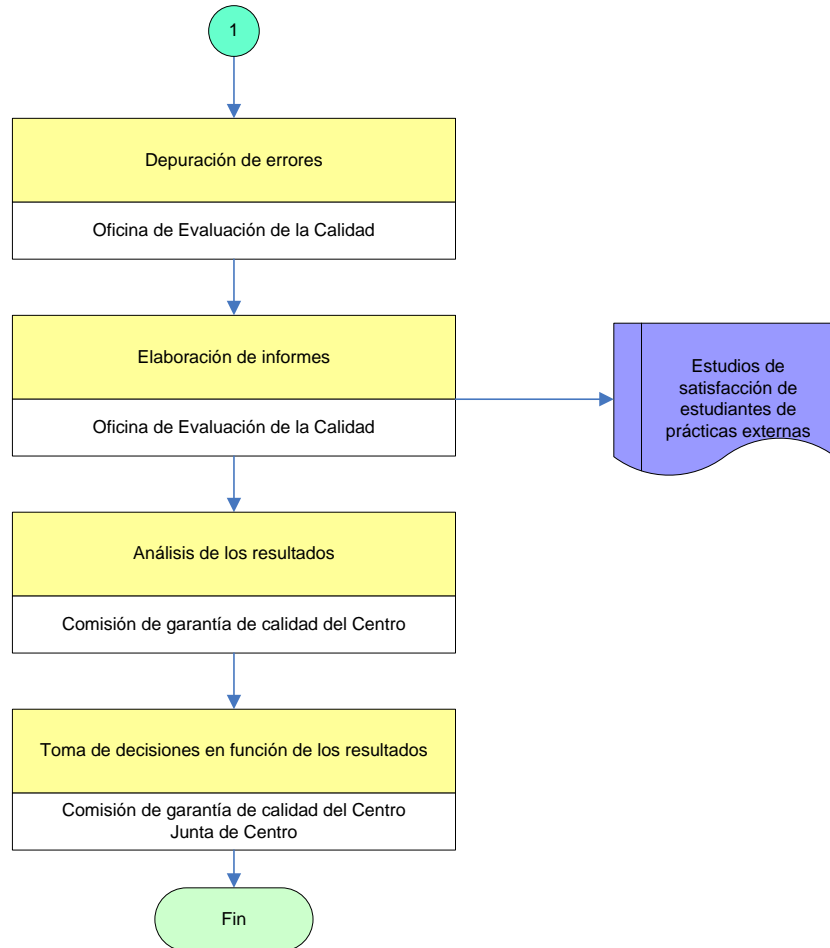 1
Depuración de errores
Oficina de Evaluación de la Calidad
Elaboración de informes
Oficina de Evaluación de la Calidad
Estudios de
satisfacción de
estudiantes de
prácticas externas
Análisis de los resultados
Comisión de garantía de calidad del Centro
Toma de decisiones en función de los resultados
Comisión de garantía de calidad del Centro
Junta de Centro
Fin